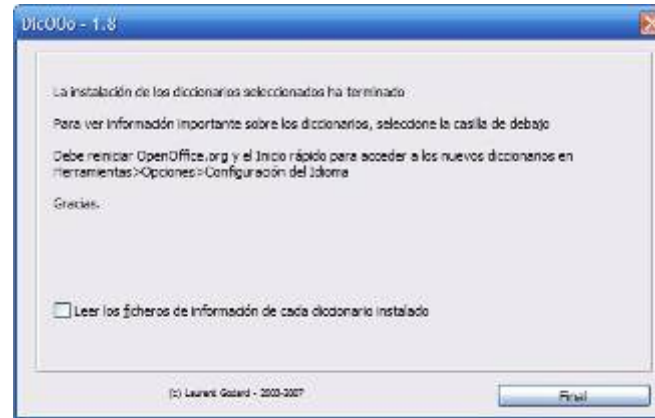 DicOOo - 1.8
La instalación de los diccionarios seleccionados ha terminado
Para ver información importante sobre los diccionarios, seleccione la casilla de debajo
Debe reiniciar OpenOffice.org y el Inicio rápido para acceder a los nuevos diccionarios en
Herramientas>Opciones>Configuración del Idioma
Gracias.
Leer los ficheros de información de cada diccionario instalado
(c) Laurent Godard - 2003-2007
Final